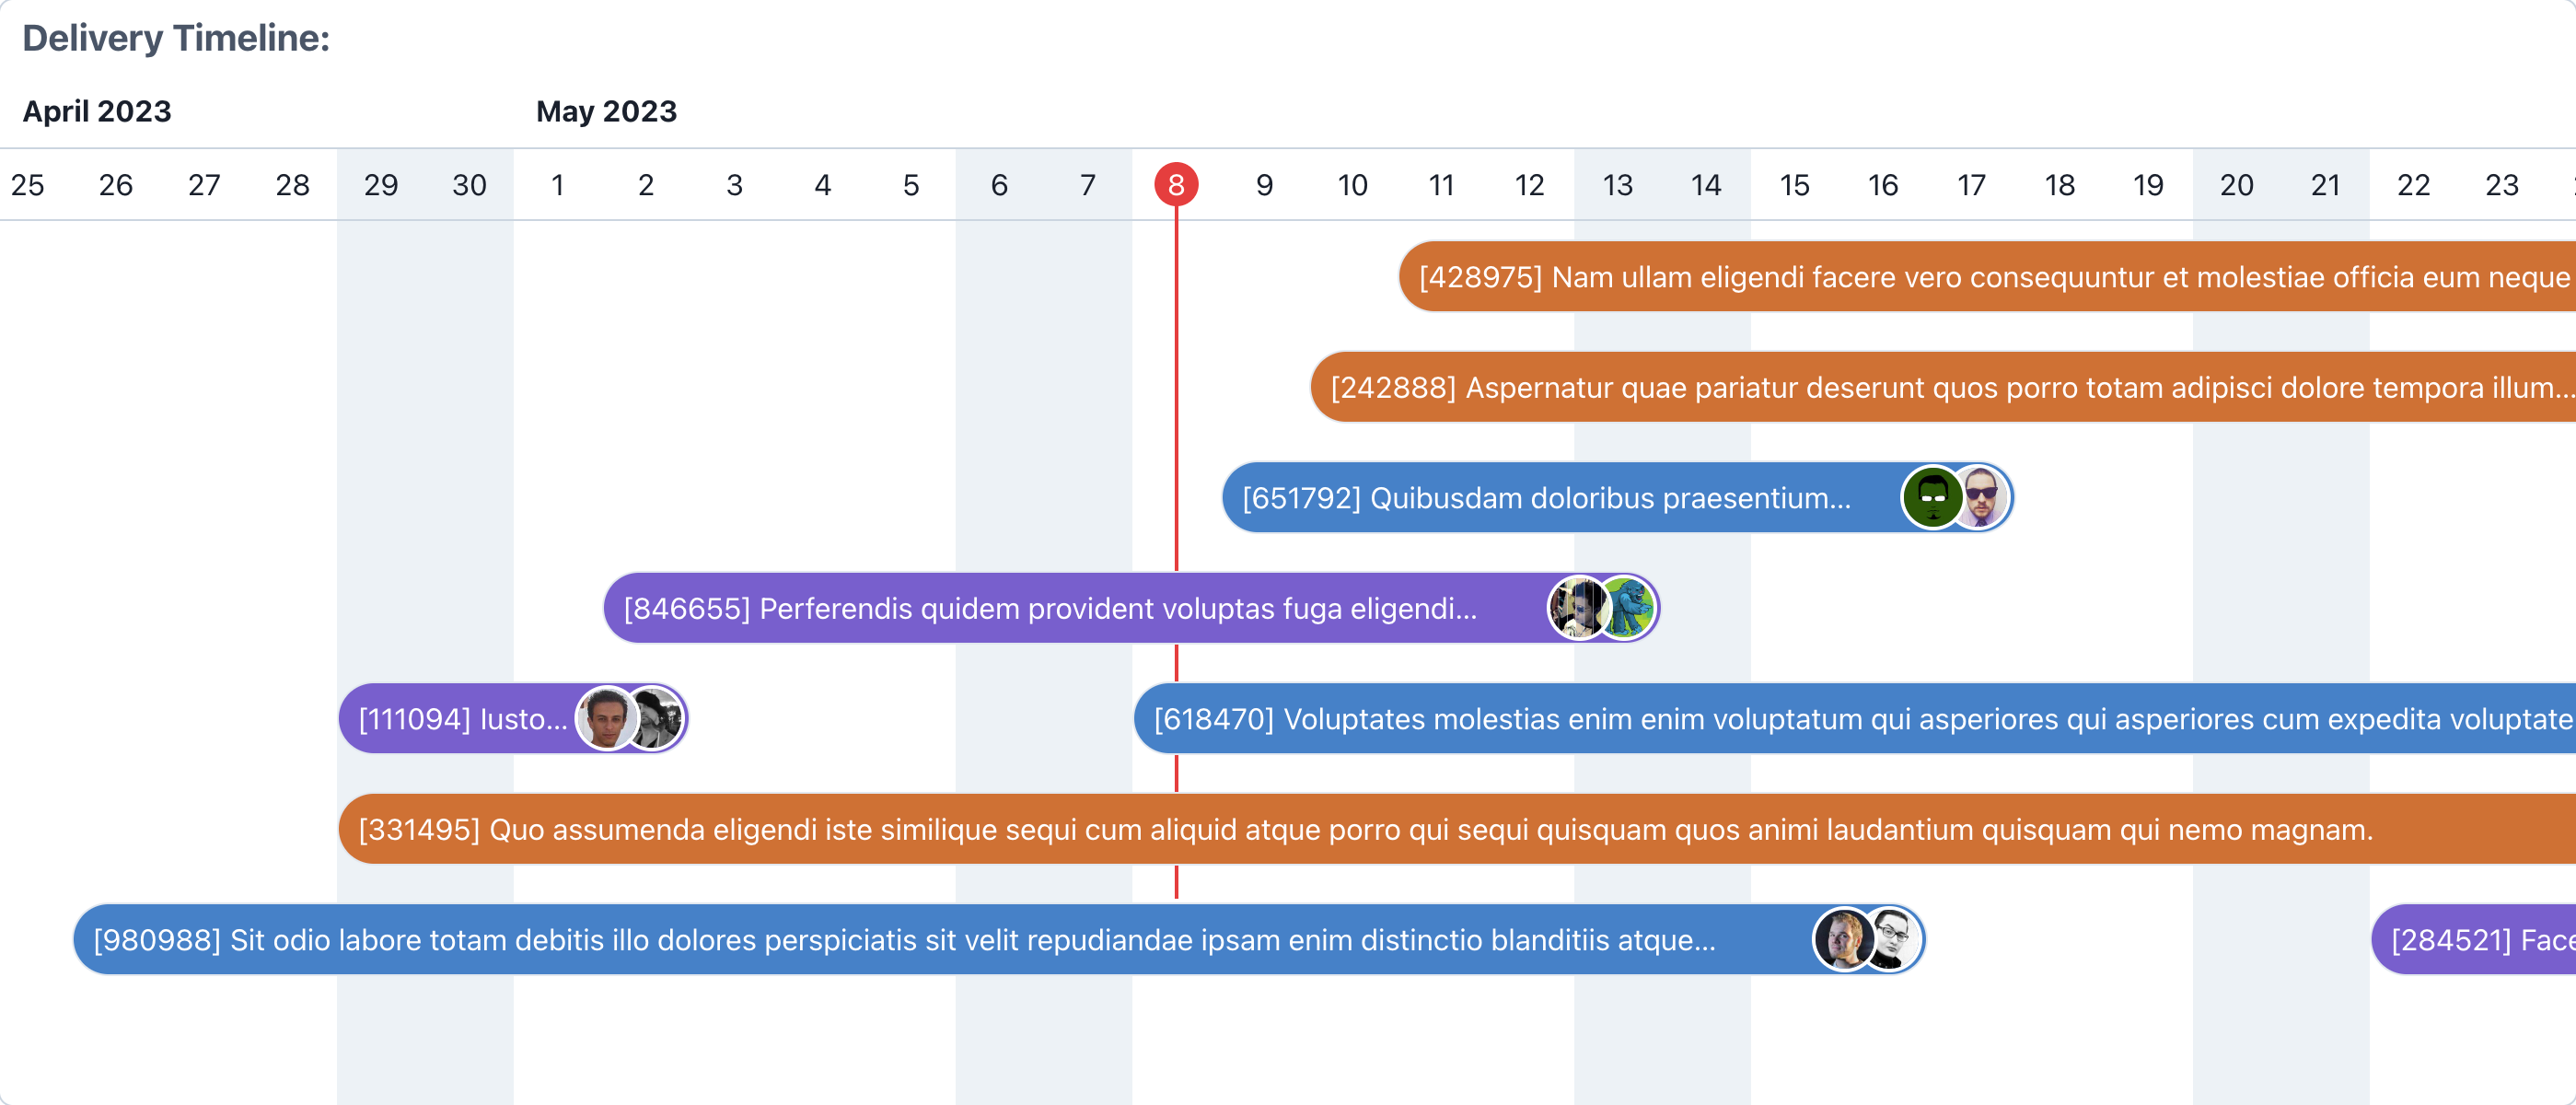 Delivery Timeline:
April 2023 May 2023
25 26 27 28 29 30 1 2 3 4 5 6 7 8 9 10 11 12 13 14 15 16 17 18 19 20 21 22 23
[428975] Nam ullam eligendi facere vero consequuntur et molestiae officia eum neque
[242888] Aspernatur quae pariatur deserunt quos porro totam adipisci dolore tempora illum...
[651792] Quibusdam doloribus praesentium...
[846655] Perferendis quidem provident voluptas fuga eligendi...
[111094] Iusto... [618470] Voluptates molestias enim enim voluptatum qui asperiores qui asperiores cum expedita voluptate
[331495] Quo assumenda eligendi iste similique sequi cum aliquid atque porro qui sequi quisquam quos animi laudantium quisquam qui nemo magnam.
[980988] Sit odio labore totam debitis illo dolores perspiciatis sit velit repudiandae ipsam enim distinctio blanditiis atque... [284521] Face